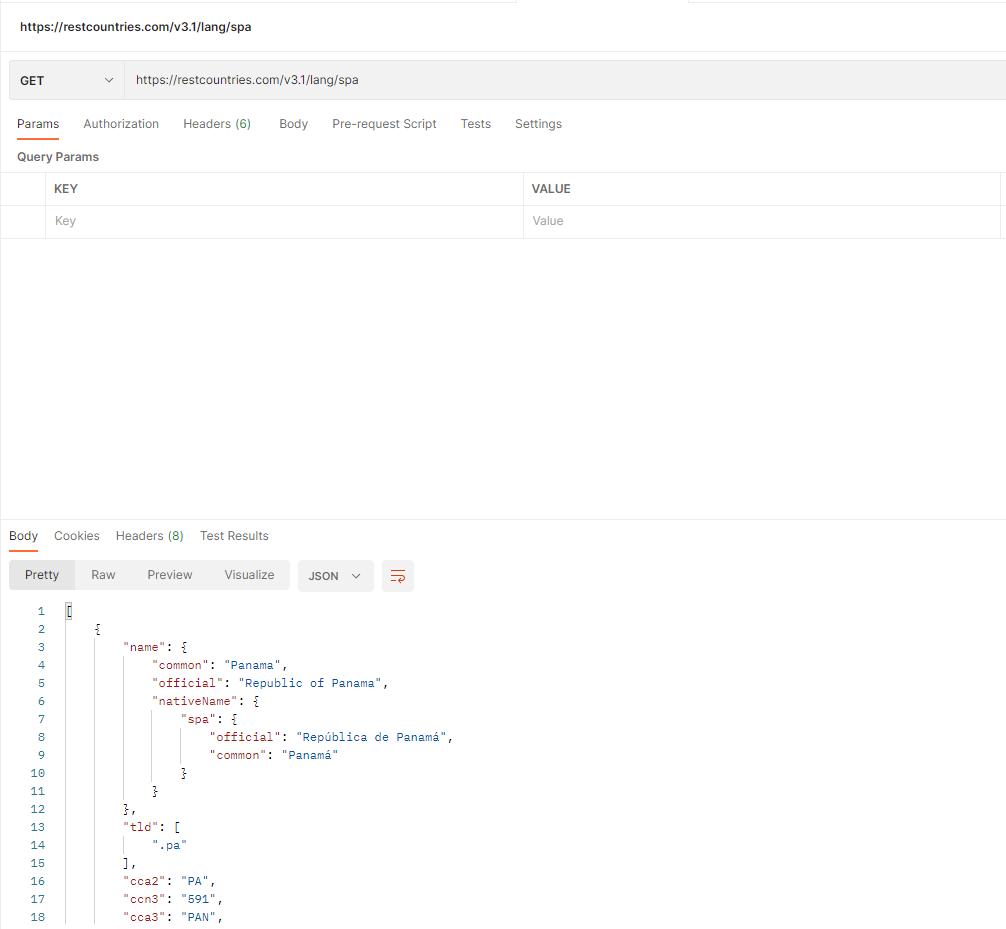 https://restcountries.com/v3.1/lang/spa
GET https://restcountries.com/v3.1/lang/spa
Params Authorization Headers (6) Body Pre-request Script Tests Settings
Query Params
KEY VALUE
Key Value
Body Cookies Headers (8) Test Results
Pretty Raw Preview Visualize JSON
1 [
2 {
3 "name": {
4 "common": "Panama",
5 "official": "Republic of Panama",
6 "nativeName": {
7 "spa": {
8 "official": "República de Panamá",
9 "common": "Panamá"
10 }
11 }
12 },
13 "tld": [
14 ".pa"
15 ],
16 "cca2": "PA",
17 "ccn3": "591",
18 "cca3": "PAN",